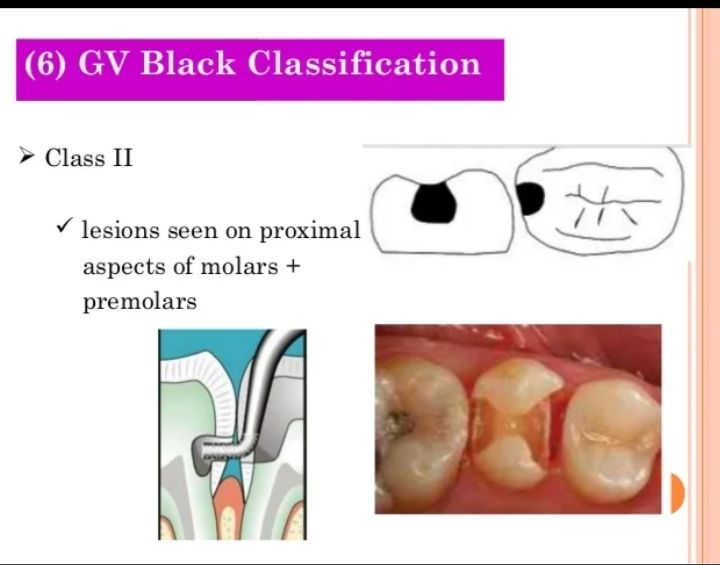 (6) GV Black Classification
➢ Class II
✓ lesions seen on proximal
aspects of molars +
premolars